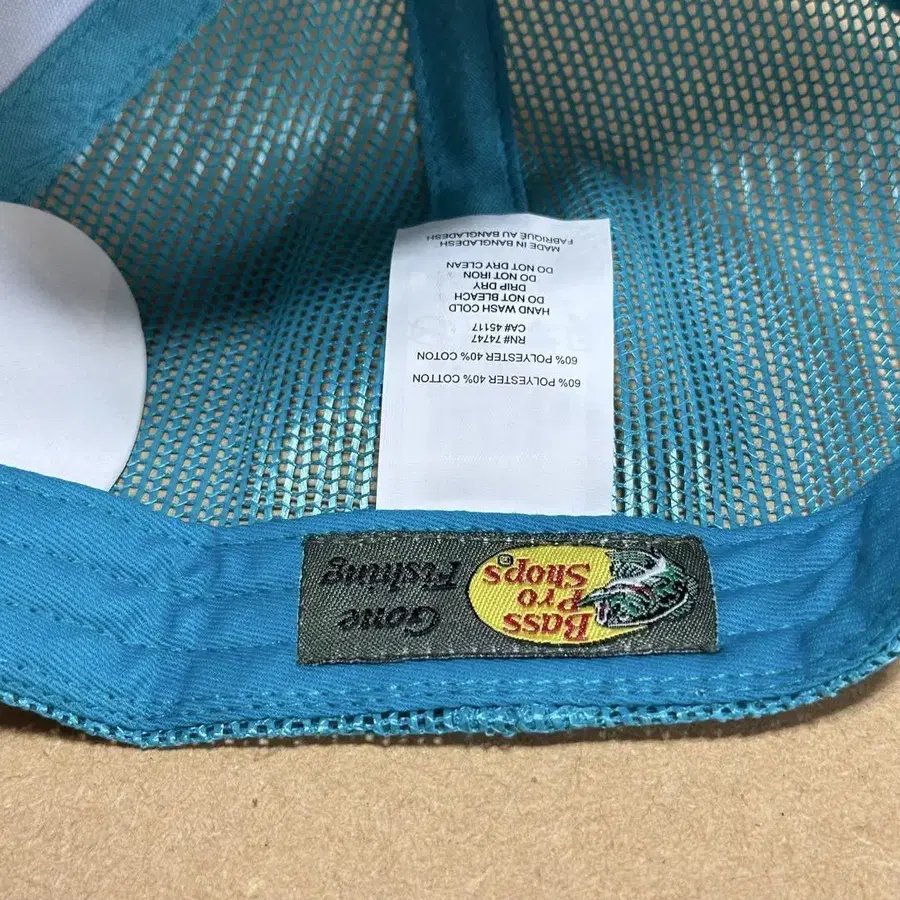 60% POLYESTER 40% COTTON
60% POLYESTER 40% COTON
RN# 74747
CA# 45117
HAND WASH COLD
DO NOT BLEACH
DRIP DRY
DO NOT IRON
DO NOT DRY CLEAN
MADE IN BANGLADESH
FABRIQUE AU BANGLADESH
Bass
Pro
Shops®
Gone
Fishing